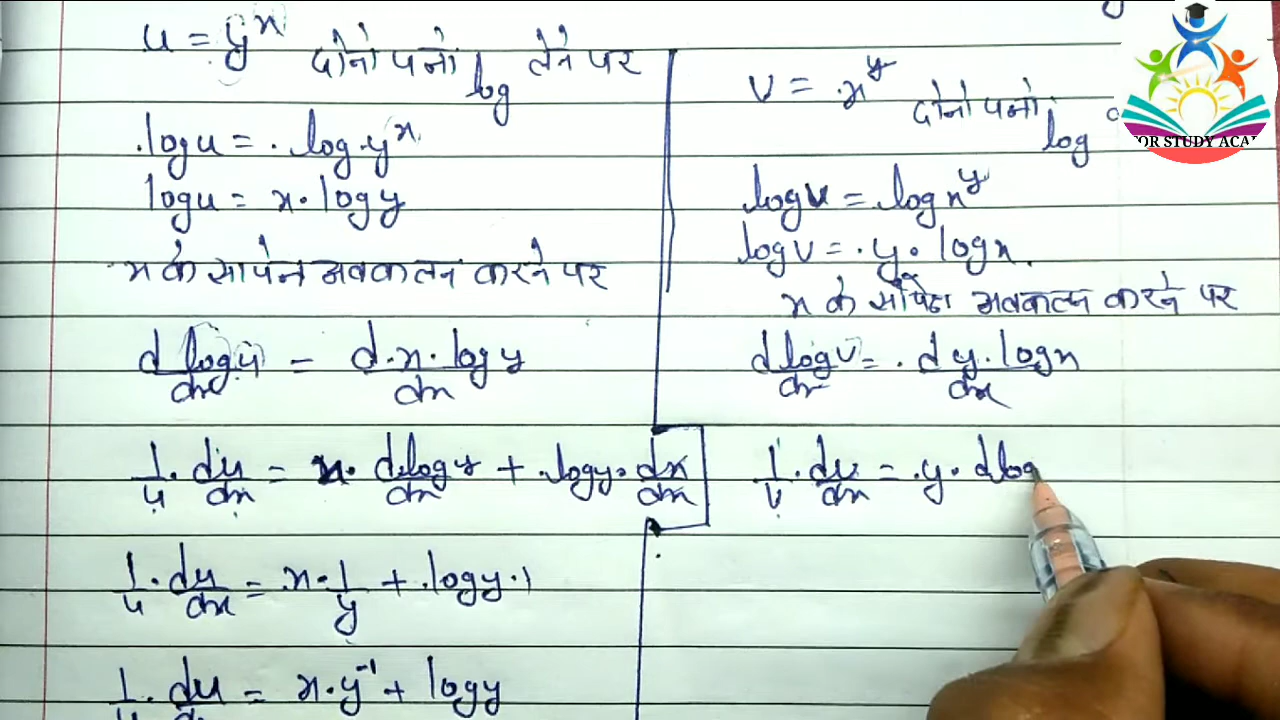 u = y^x दोनो पक्षो log लेने पर
log u = log y^x
log u = x · log y
x के सापेक्ष अवकलन करने पर
d log u / dx = d x · log y / dx
1/u · du/dx = x · d log y / dx + log y · dx/dx
1/u · du/dx = x · 1/y + log y · 1
1/u · du/dx = x · y^-1 + log y
v = x^y
दोनो पक्षो log
log v = log x^y
log v = y · log x
x के सापेक्ष अवकलन करने पर
d log v / dx = d y · log x / dx
1/v · dv/dx = y · d log
FOR STUDY ACA